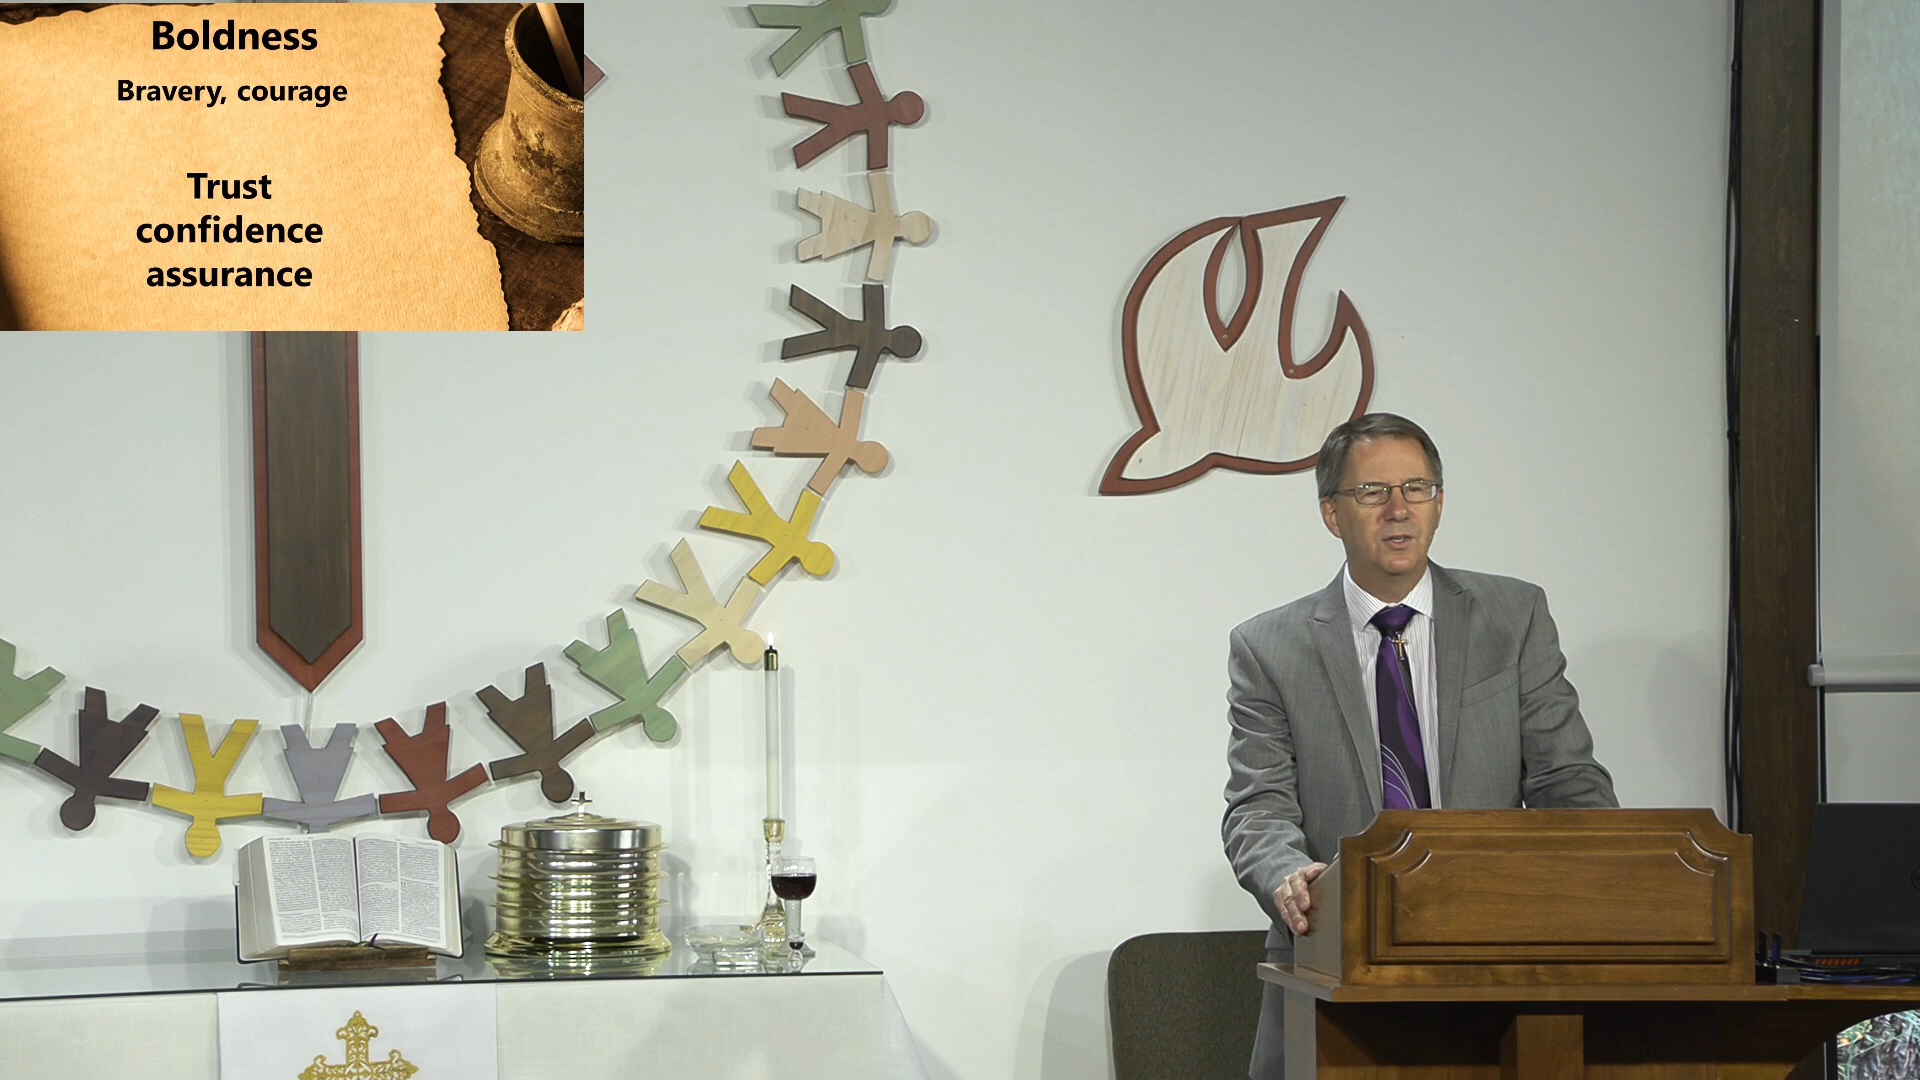 Boldness
Bravery, courage
Trust
confidence
assurance